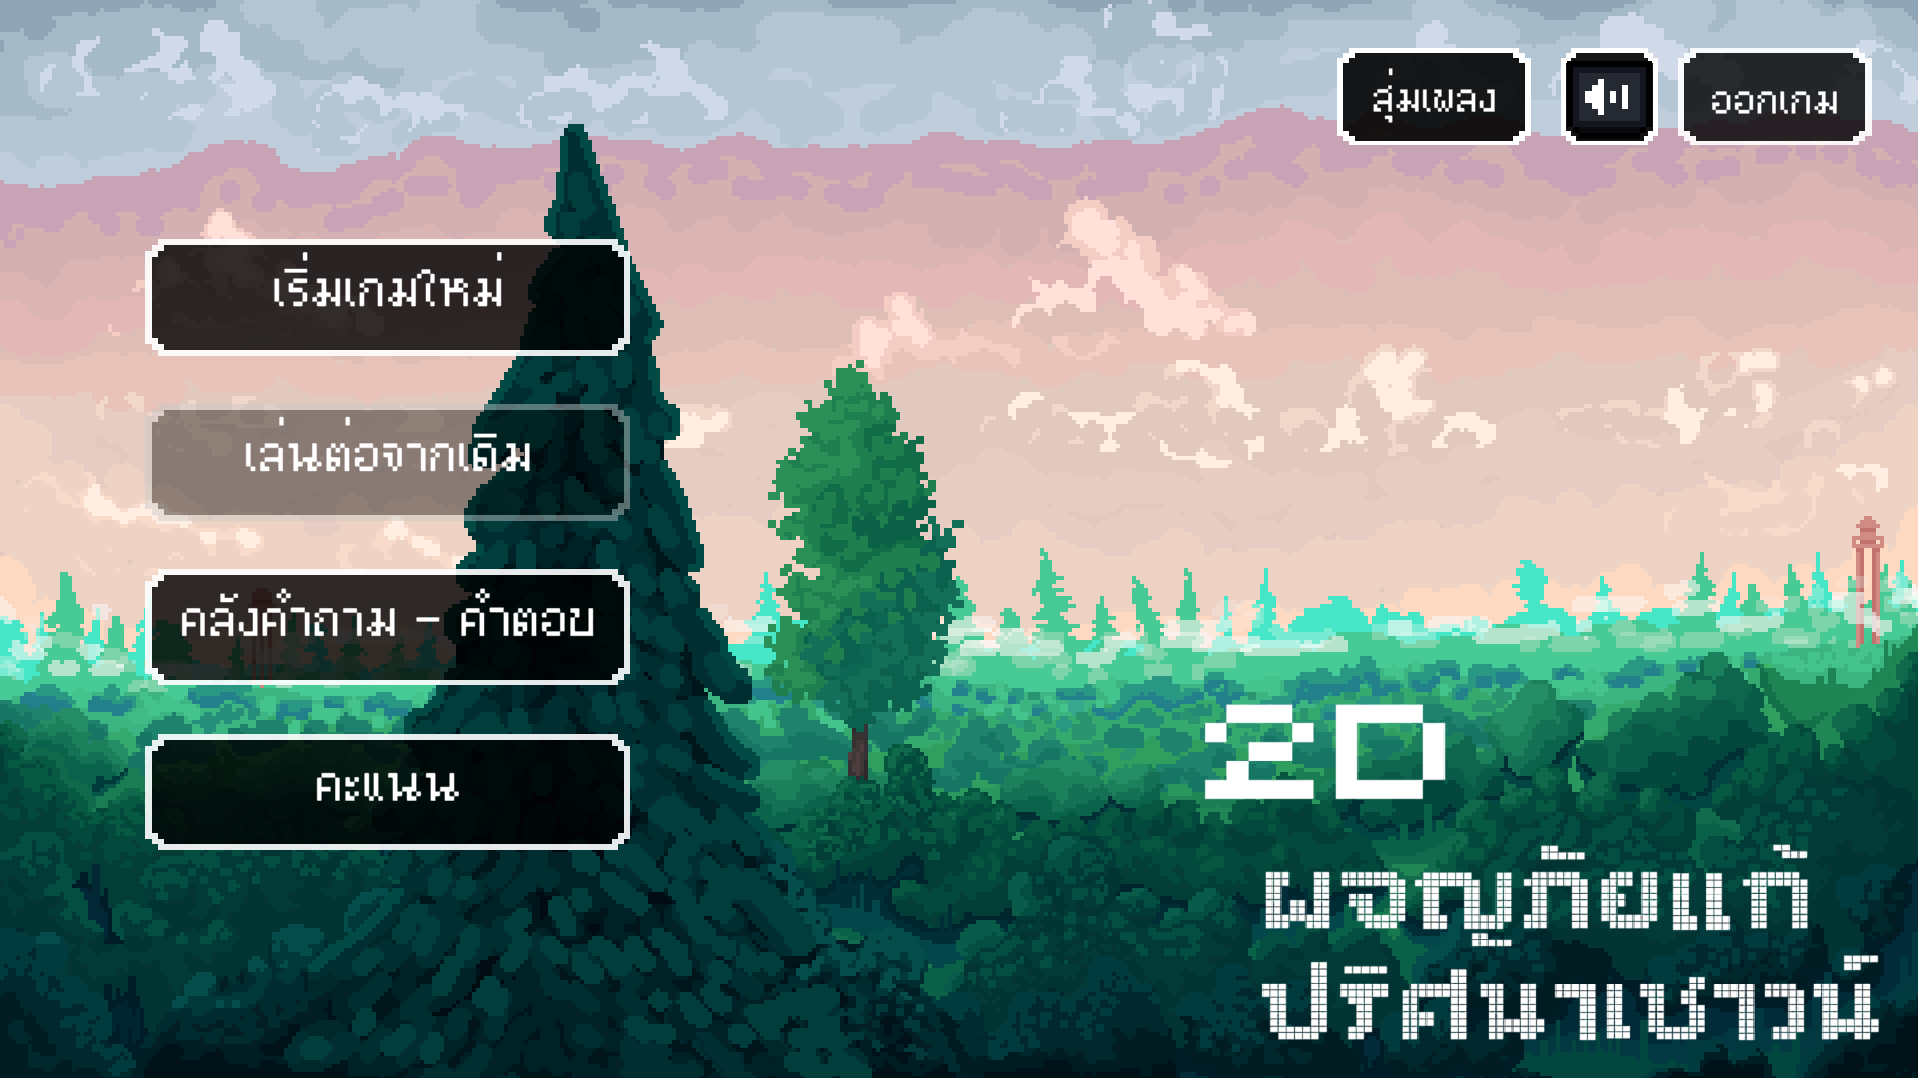 สุ่มเพลง
ออกเกม
เริ่มเกมใหม่
เล่นต่อจากเดิม
คลังคำถาม - คำตอบ
คะแนน
2D
ผจญภัยแก้
ปริศนาเชาวน์